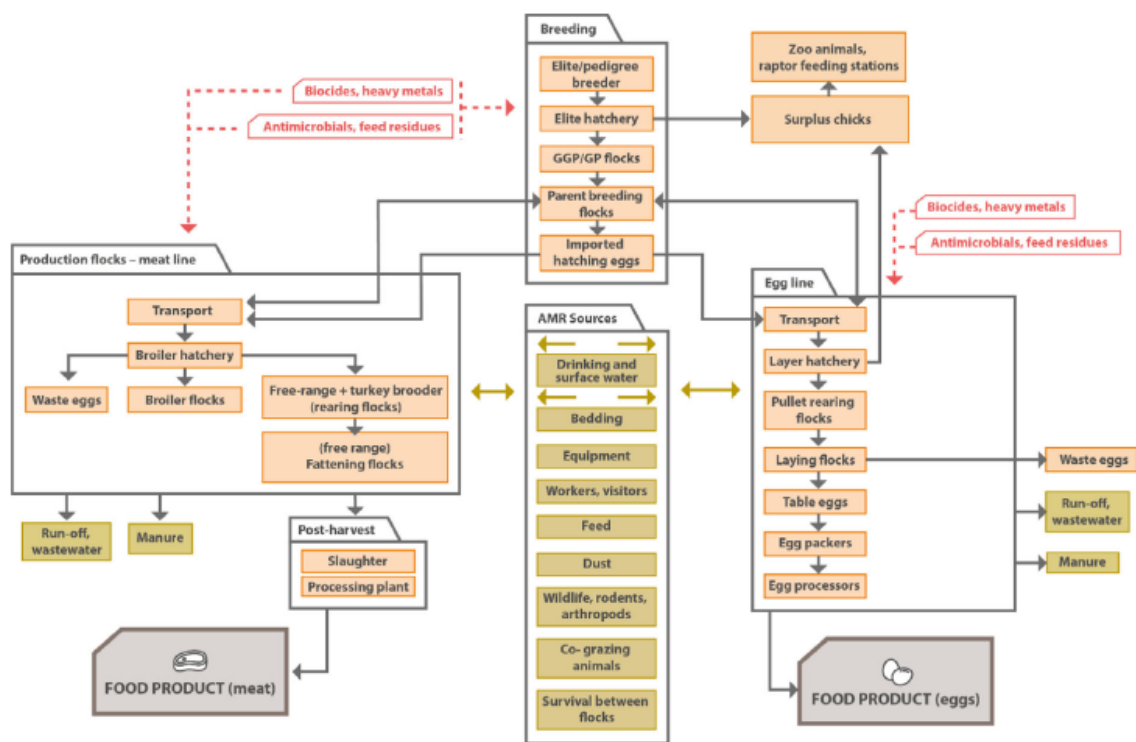 Breeding
Elite/pedigree
breeder
Elite hatchery
GGP/GP flocks
Parent breeding
flocks
Imported
hatching eggs
Zoo animals,
raptor feeding stations
Surplus chicks
Biocides, heavy metals
Antimicrobials, feed residues
Biocides, heavy metals
Antimicrobials, feed residues
Production flocks – meat line
Transport
Broiler hatchery
Waste eggs
Broiler flocks
Free-range + turkey brooder
(rearing flocks)
(free range)
Fattening flocks
Run-off,
wastewater
Manure
Post-harvest
Slaughter
Processing plant
FOOD PRODUCT (meat)
AMR Sources
Drinking and
surface water
Bedding
Equipment
Workers, visitors
Feed
Dust
Wildlife, rodents,
arthropods
Co- grazing
animals
Survival between
flocks
Egg line
Transport
Layer hatchery
Pullet rearing
flocks
Laying flocks
Table eggs
Egg packers
Egg processors
Waste eggs
Run-off,
wastewater
Manure
FOOD PRODUCT (eggs)